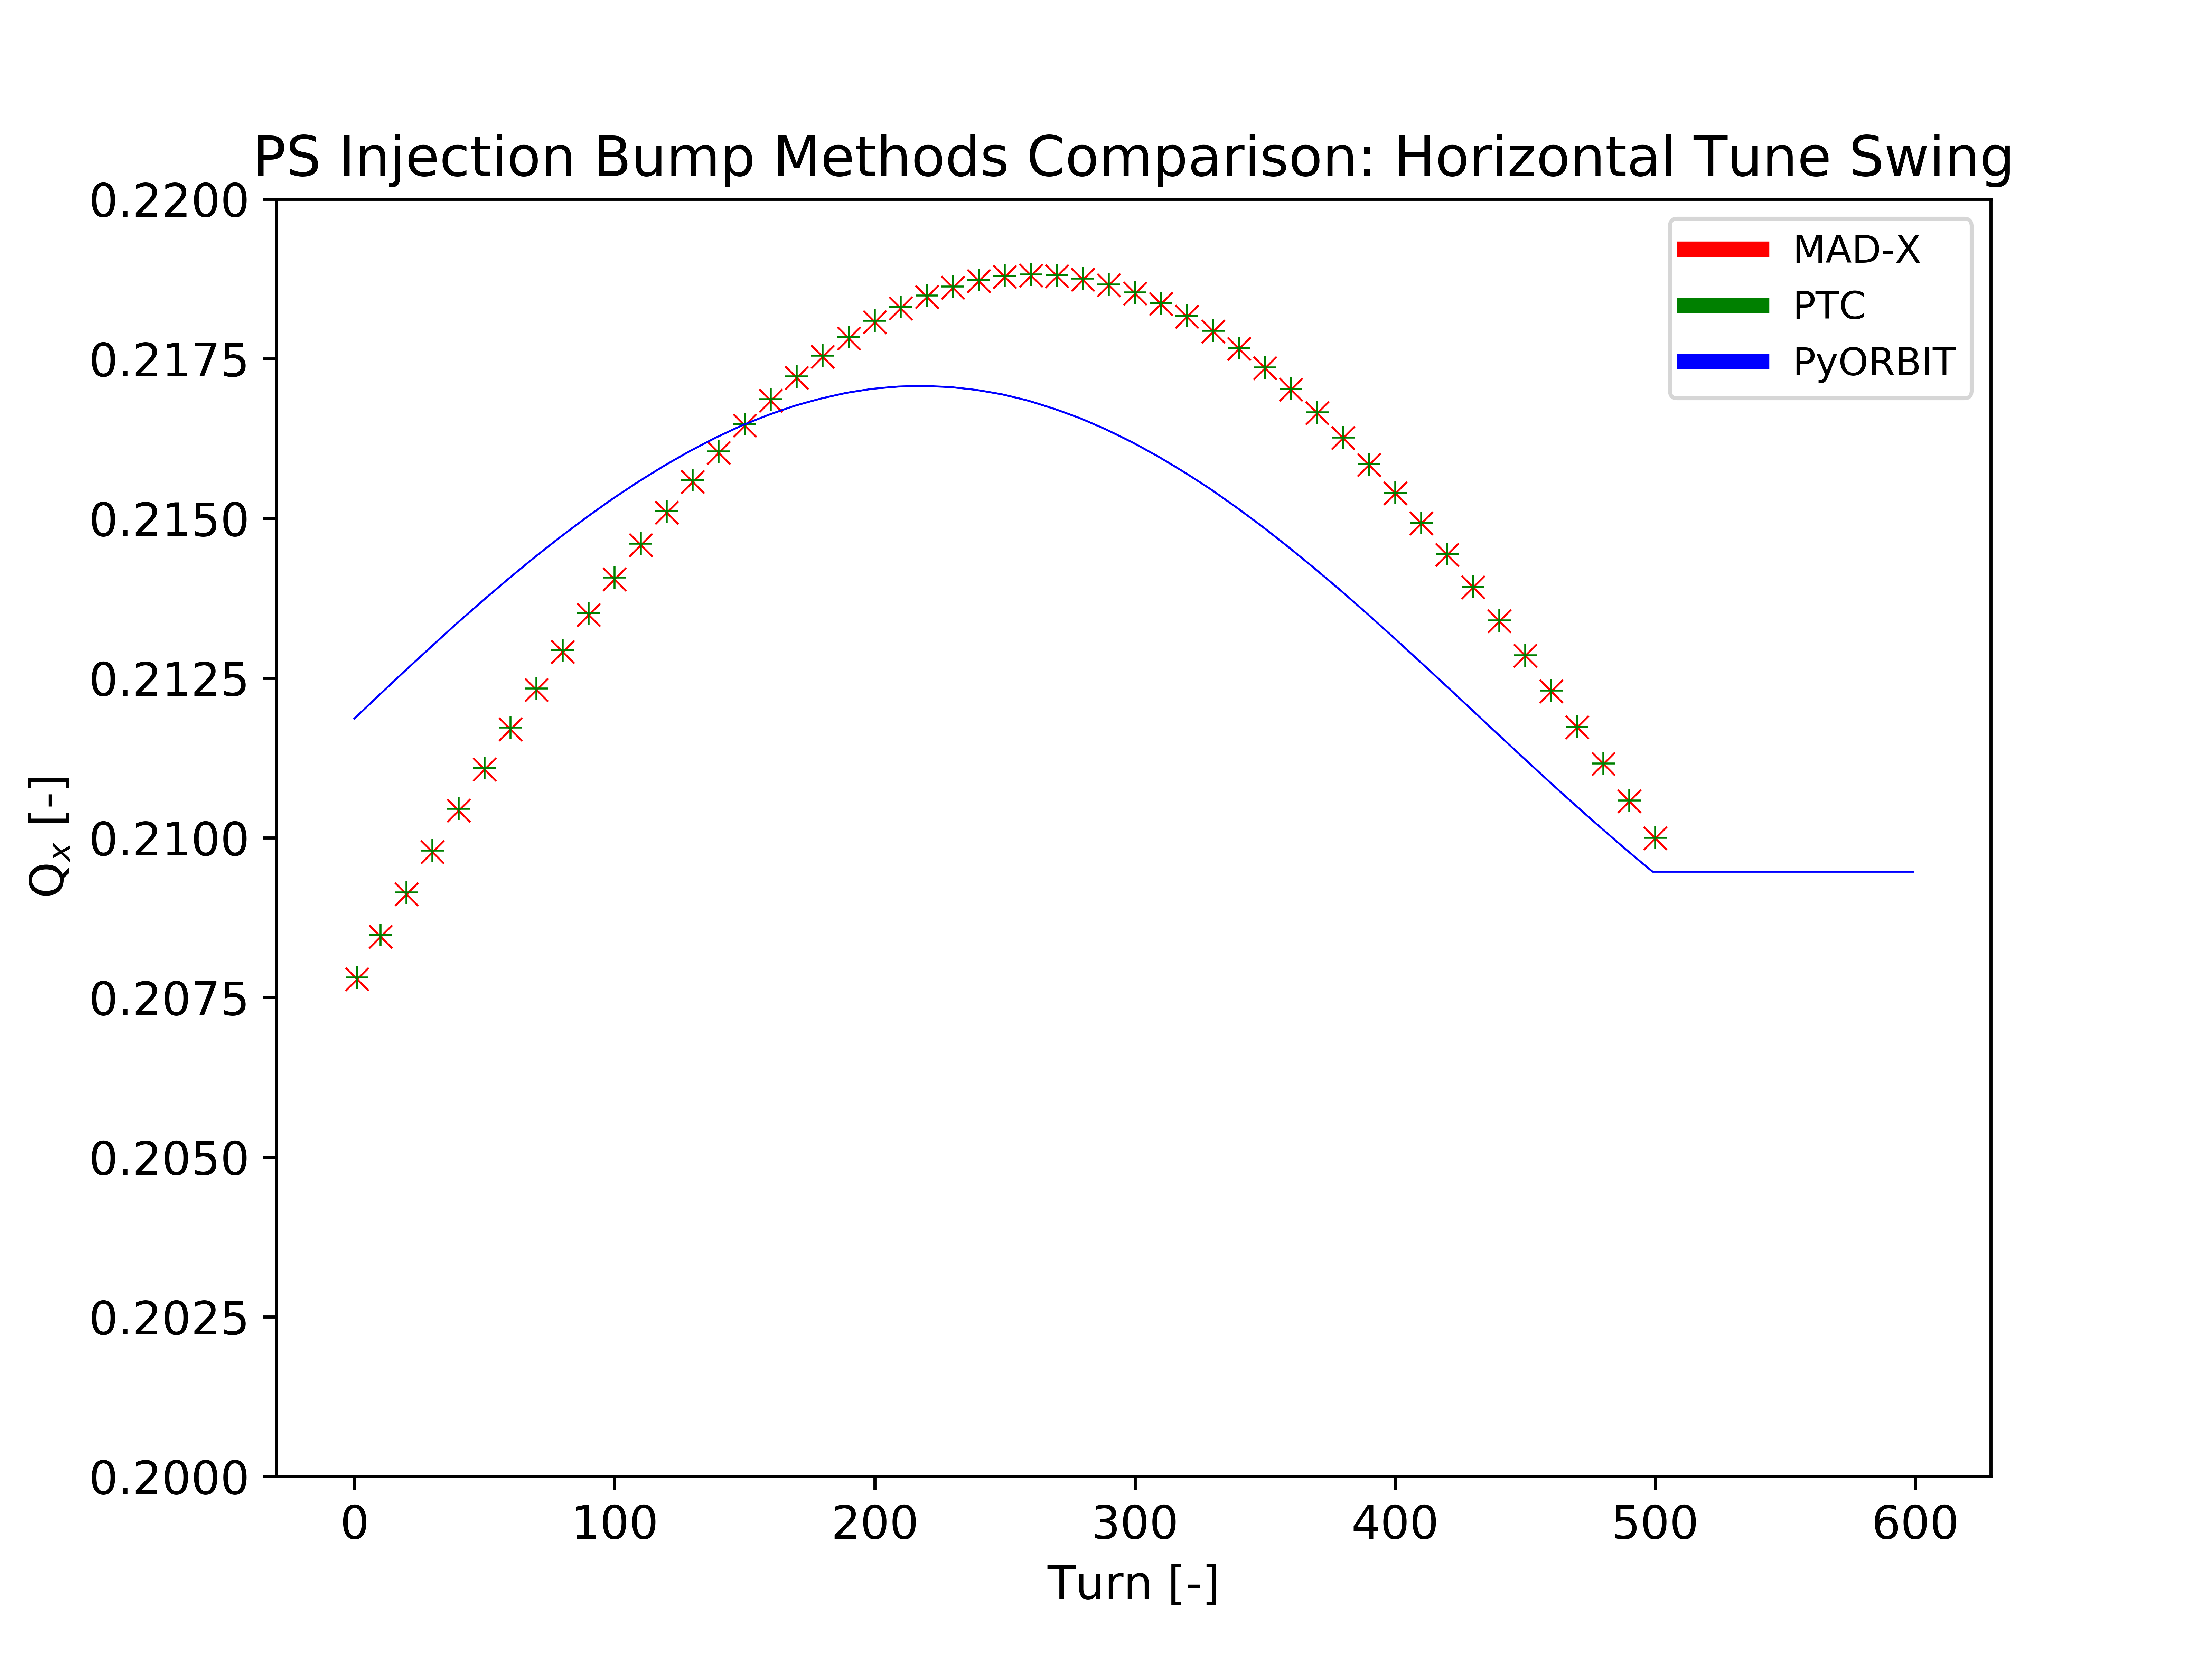 PS Injection Bump Methods Comparison: Horizontal Tune Swing
0.2200
0.2175
0.2150
0.2125
0.2100
0.2075
0.2050
0.2025
0.2000
Qₓ [-]
MAD-X
PTC
PyORBIT
0 100 200 300 400 500 600
Turn [-]